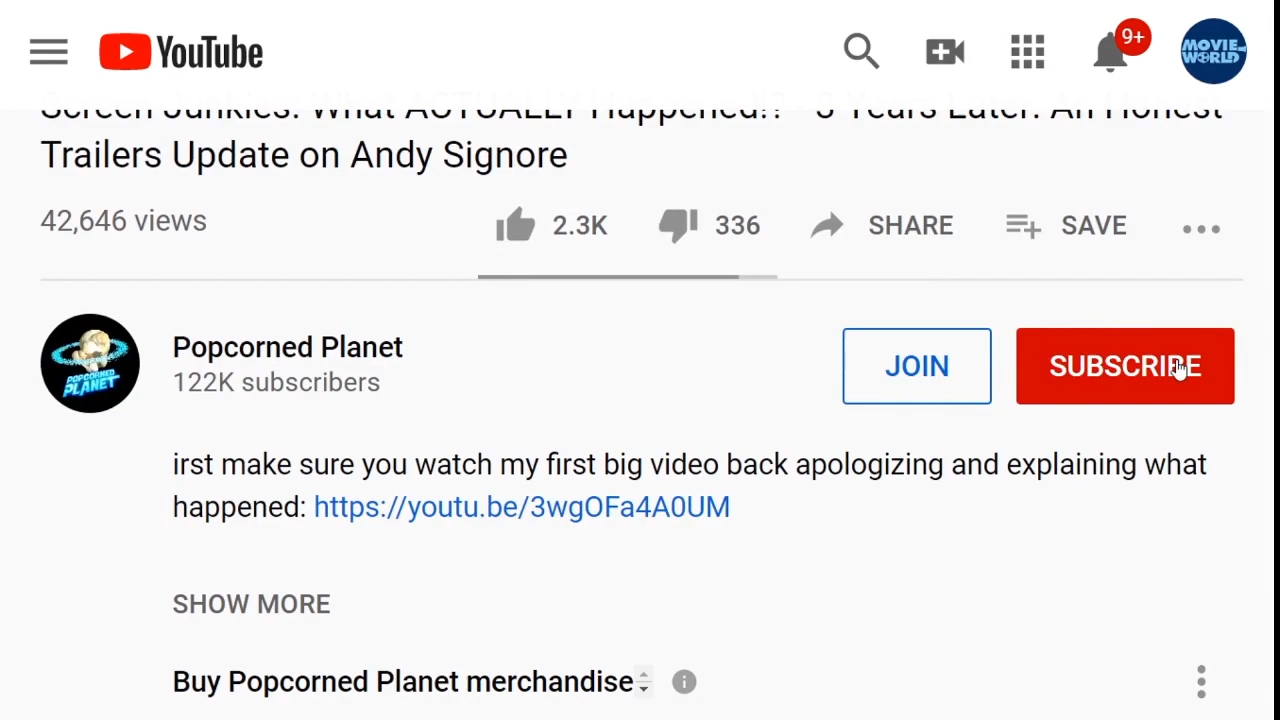 YouTube
9+
MOVIE
WORLD
Screen Junkies: What ACTUALLY Happened!? - 3 Years Later: An Honest
Trailers Update on Andy Signore
42,646 views
2.3K
336
SHARE
SAVE
POPCORNED
PLANET
Popcorned Planet
122K subscribers
JOIN
SUBSCRIBE
irst make sure you watch my first big video back apologizing and explaining what
happened: https://youtu.be/3wgOFa4A0UM
SHOW MORE
Buy Popcorned Planet merchandise